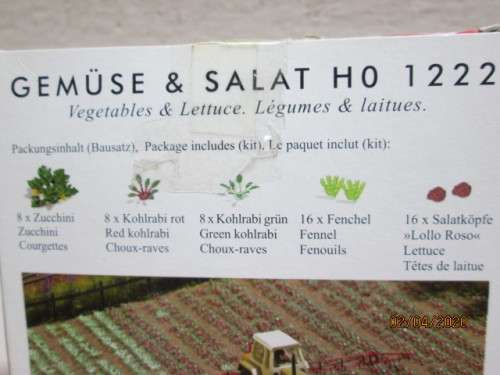 GEMÜSE & SALAT H0 1222
Vegetables & Lettuce. Légumes & laitues.
Packungsinhalt (Bausatz), Package includes (kit), Le paquet inclut (kit):
8 x Zucchini
Zucchini
Courgettes
8 x Kohlrabi rot
Red kohlrabi
Choux-raves
8 x Kohlrabi grün
Green kohlrabi
Choux-raves
16 x Fenchel
Fennel
Fenouils
16 x Salatköpfe
»Lollo Roso«
Lettuce
Têtes de laitue
02/04/2020